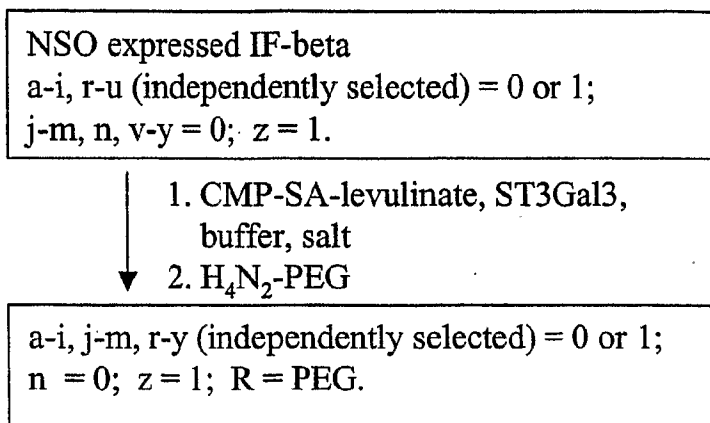 NSO expressed IF-beta
a-i, r-u (independently selected) = 0 or 1;
j-m, n, v-y = 0; z = 1.
1. CMP-SA-levulinate, ST3Gal3,
buffer, salt
2. H₄N₂-PEG
a-i, j-m, r-y (independently selected) = 0 or 1;
n = 0; z = 1; R = PEG.